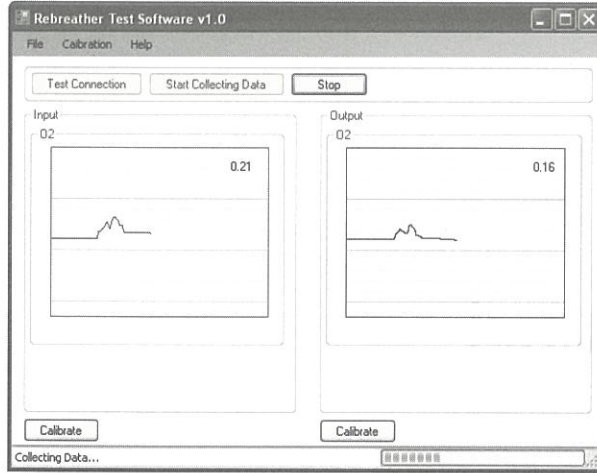 Rebreather Test Software v1.0
File Calbration Help
Test Connection Start Collecting Data Stop
Input
O2
0.21
Calibrate
Output
O2
0.16
Calibrate
Collecting Data...